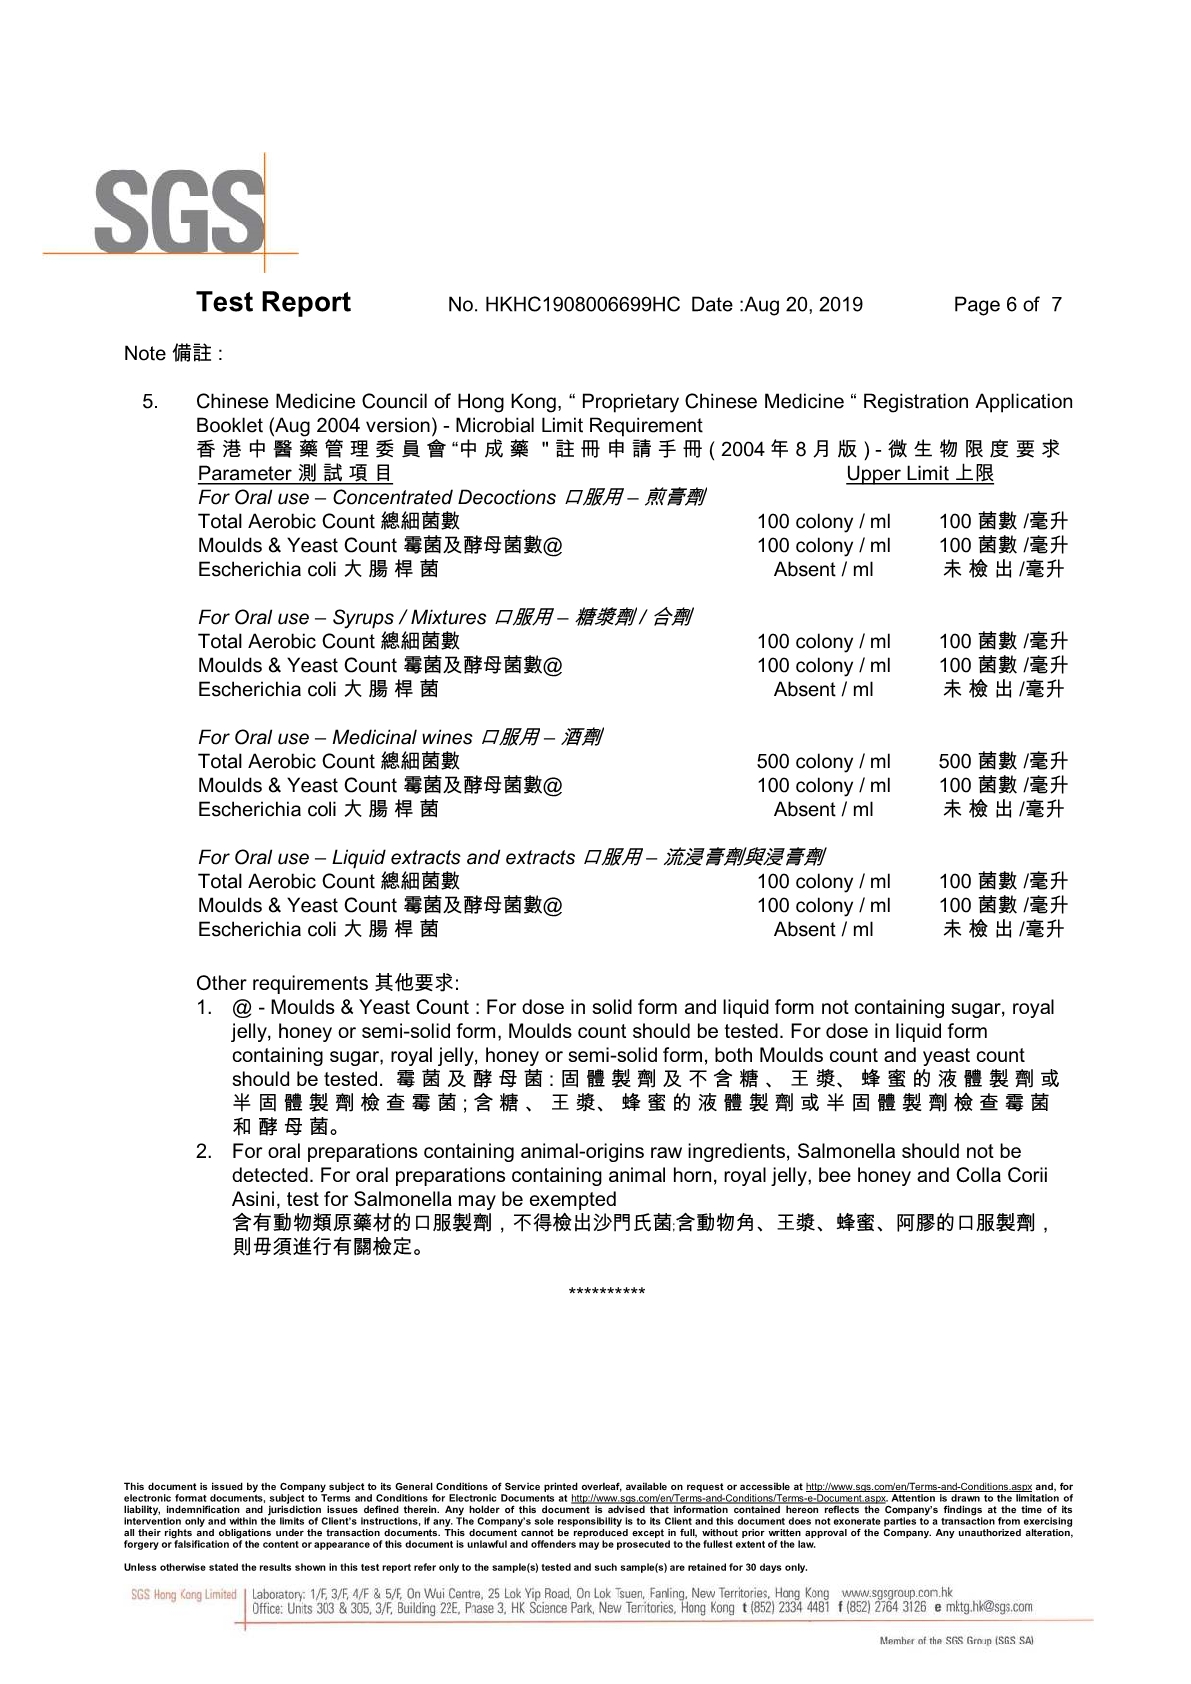 SGS
Test Report No. HKHC1908006699HC Date :Aug 20, 2019 Page 6 of 7
Note 備註 :
5. Chinese Medicine Council of Hong Kong, “ Proprietary Chinese Medicine “ Registration Application
Booklet (Aug 2004 version) - Microbial Limit Requirement
香 港 中 醫 藥 管 理 委 員 會 “中 成 藥 " 註 冊 申 請 手 冊 ( 2004 年 8 月 版 ) - 微 生 物 限 度 要 求
Parameter 測 試 項 目 Upper Limit 上限
For Oral use – Concentrated Decoctions 口服用 – 煎膏劑
Total Aerobic Count 總細菌數 100 colony / ml 100 菌數 /毫升
Moulds & Yeast Count 霉菌及酵母菌數@ 100 colony / ml 100 菌數 /毫升
Escherichia coli 大 腸 桿 菌 Absent / ml 未 檢 出 /毫升
For Oral use – Syrups / Mixtures 口服用 – 糖漿劑 / 合劑
Total Aerobic Count 總細菌數 100 colony / ml 100 菌數 /毫升
Moulds & Yeast Count 霉菌及酵母菌數@ 100 colony / ml 100 菌數 /毫升
Escherichia coli 大 腸 桿 菌 Absent / ml 未 檢 出 /毫升
For Oral use – Medicinal wines 口服用 – 酒劑
Total Aerobic Count 總細菌數 500 colony / ml 500 菌數 /毫升
Moulds & Yeast Count 霉菌及酵母菌數@ 100 colony / ml 100 菌數 /毫升
Escherichia coli 大 腸 桿 菌 Absent / ml 未 檢 出 /毫升
For Oral use – Liquid extracts and extracts 口服用 – 流浸膏劑與浸膏劑
Total Aerobic Count 總細菌數 100 colony / ml 100 菌數 /毫升
Moulds & Yeast Count 霉菌及酵母菌數@ 100 colony / ml 100 菌數 /毫升
Escherichia coli 大 腸 桿 菌 Absent / ml 未 檢 出 /毫升
Other requirements 其他要求:
1. @ - Moulds & Yeast Count : For dose in solid form and liquid form not containing sugar, royal
jelly, honey or semi-solid form, Moulds count should be tested. For dose in liquid form
containing sugar, royal jelly, honey or semi-solid form, both Moulds count and yeast count
should be tested. 霉 菌 及 酵 母 菌 : 固 體 製 劑 及 不 含 糖 、 王 漿、 蜂 蜜 的 液 體 製 劑 或
半 固 體 製 劑 檢 查 霉 菌 ; 含 糖 、 王 漿、 蜂 蜜 的 液 體 製 劑 或 半 固 體 製 劑 檢 查 霉 菌
和 酵 母 菌。
2. For oral preparations containing animal-origins raw ingredients, Salmonella should not be
detected. For oral preparations containing animal horn, royal jelly, bee honey and Colla Corii
Asini, test for Salmonella may be exempted
含有動物類原藥材的口服製劑，不得檢出沙門氏菌;含動物角、王漿、蜂蜜、阿膠的口服製劑，
則毋須進行有關檢定。
**********
This document is issued by the Company subject to its General Conditions of Service printed overleaf, available on request or accessible at http://www.sgs.com/en/Terms-and-Conditions.aspx and, for
electronic format documents, subject to Terms and Conditions for Electronic Documents at http://www.sgs.com/en/Terms-and-Conditions/Terms-e-Document.aspx. Attention is drawn to the limitation of
liability, indemnification and jurisdiction issues defined therein. Any holder of this document is advised that information contained hereon reflects the Company's findings at the time of its
intervention only and within the limits of Client's instructions, if any. The Company's sole responsibility is to its Client and this document does not exonerate parties to a transaction from exercising
all their rights and obligations under the transaction documents. This document cannot be reproduced except in full, without prior written approval of the Company. Any unauthorized alteration,
forgery or falsification of the content or appearance of this document is unlawful and offenders may be prosecuted to the fullest extent of the law.
Unless otherwise stated the results shown in this test report refer only to the sample(s) tested and such sample(s) are retained for 30 days only.
SGS Hong Kong Limited Laboratory: 1/F, 3/F, 4/F & 5/F, On Wui Centre, 25 Lok Yip Road, On Lok Tsuen, Fanling, New Territories, Hong Kong www.sgsgroup.com.hk
Office: Units 303 & 305, 3/F, Building 22E, Phase 3, HK Science Park, New Territories, Hong Kong t (852) 2334 4481 f (852) 2764 3126 e mktg.hk@sgs.com
Member of the SGS Group (SGS SA)